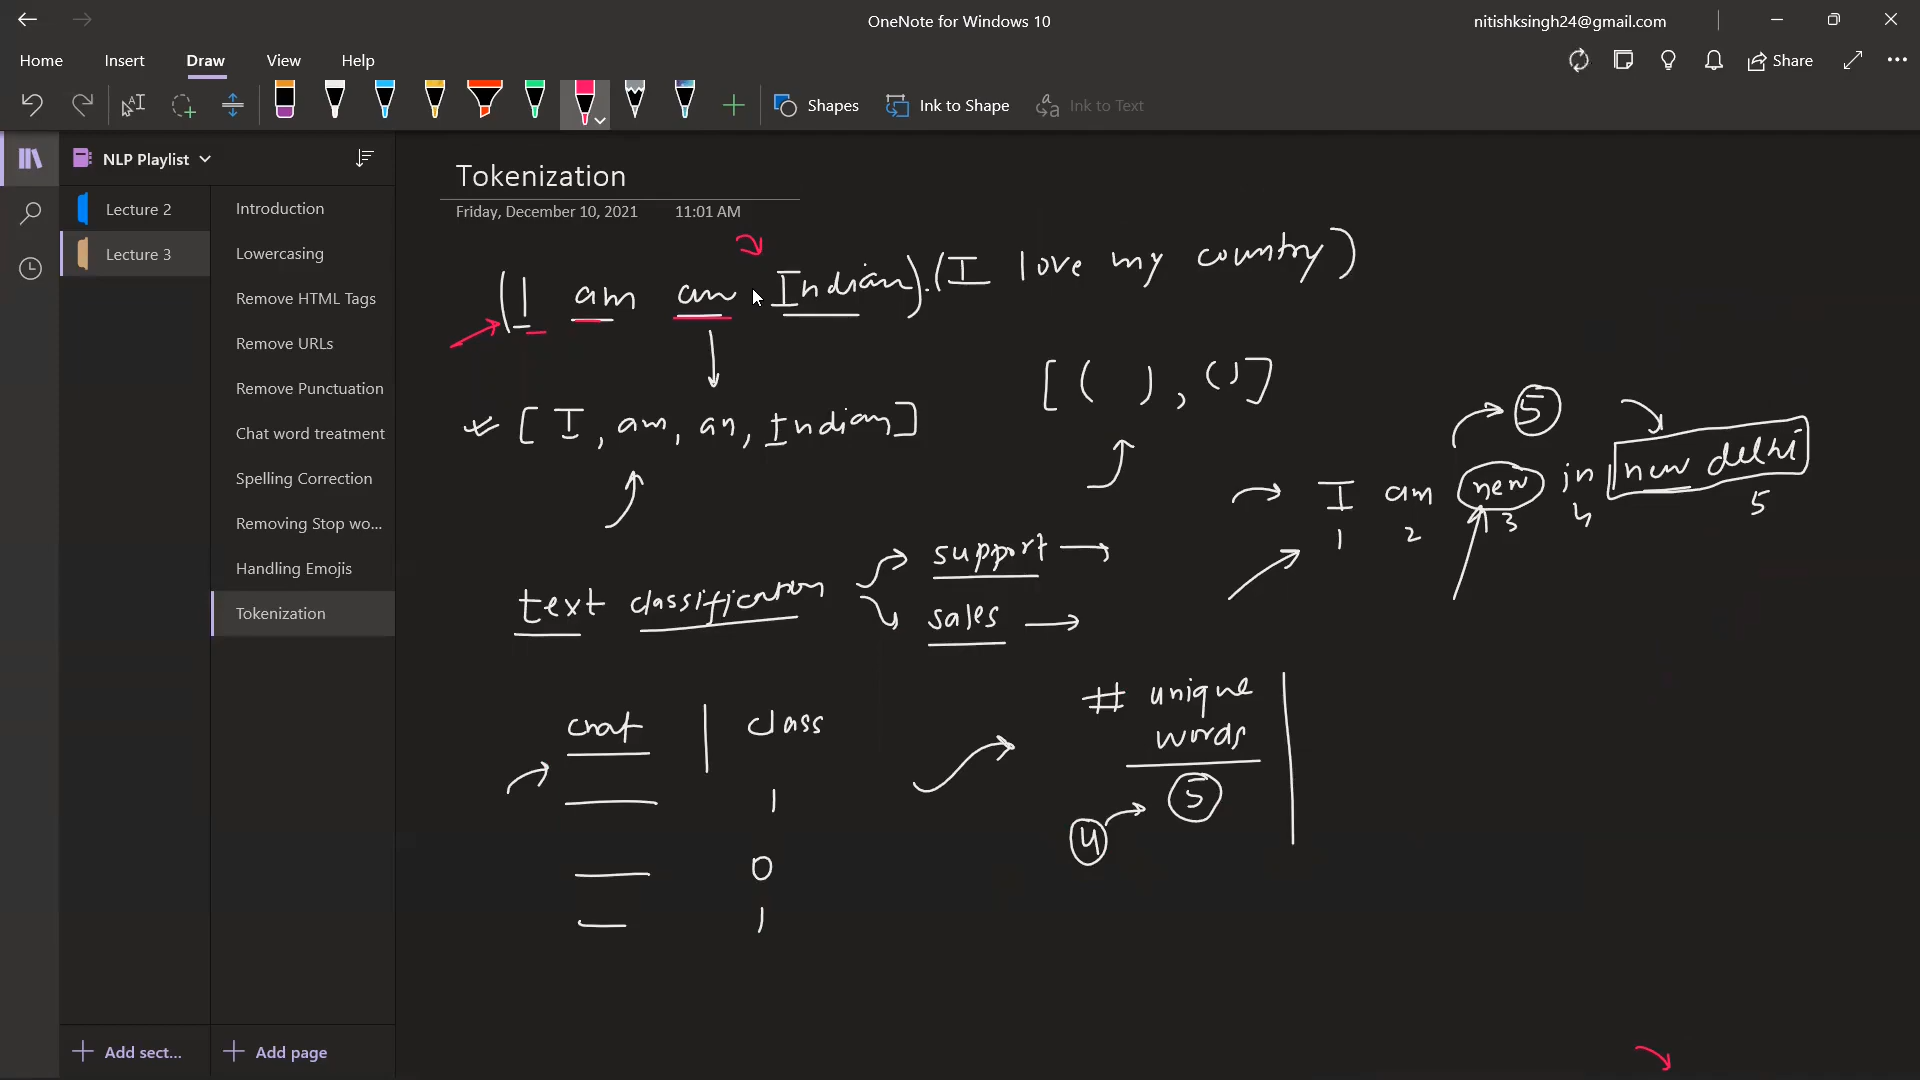 OneNote for Windows 10
nitishksingh24@gmail.com
Home Insert Draw View Help
Share
Shapes Ink to Shape Ink to Text
NLP Playlist
Lecture 2
Lecture 3
Introduction
Lowercasing
Remove HTML Tags
Remove URLs
Remove Punctuation
Chat word treatment
Spelling Correction
Removing Stop wo...
Handling Emojis
Tokenization
Add sect...
Add page
Tokenization
Friday, December 10, 2021 11:01 AM
(I am an Indian).(I love my country)
[( ), ()]
[I, am, an, Indian]
5
I am new in new delhi
1 2 3 4 5
text classification
support
sales
chat | class
1
0
1
# unique
words
5
4